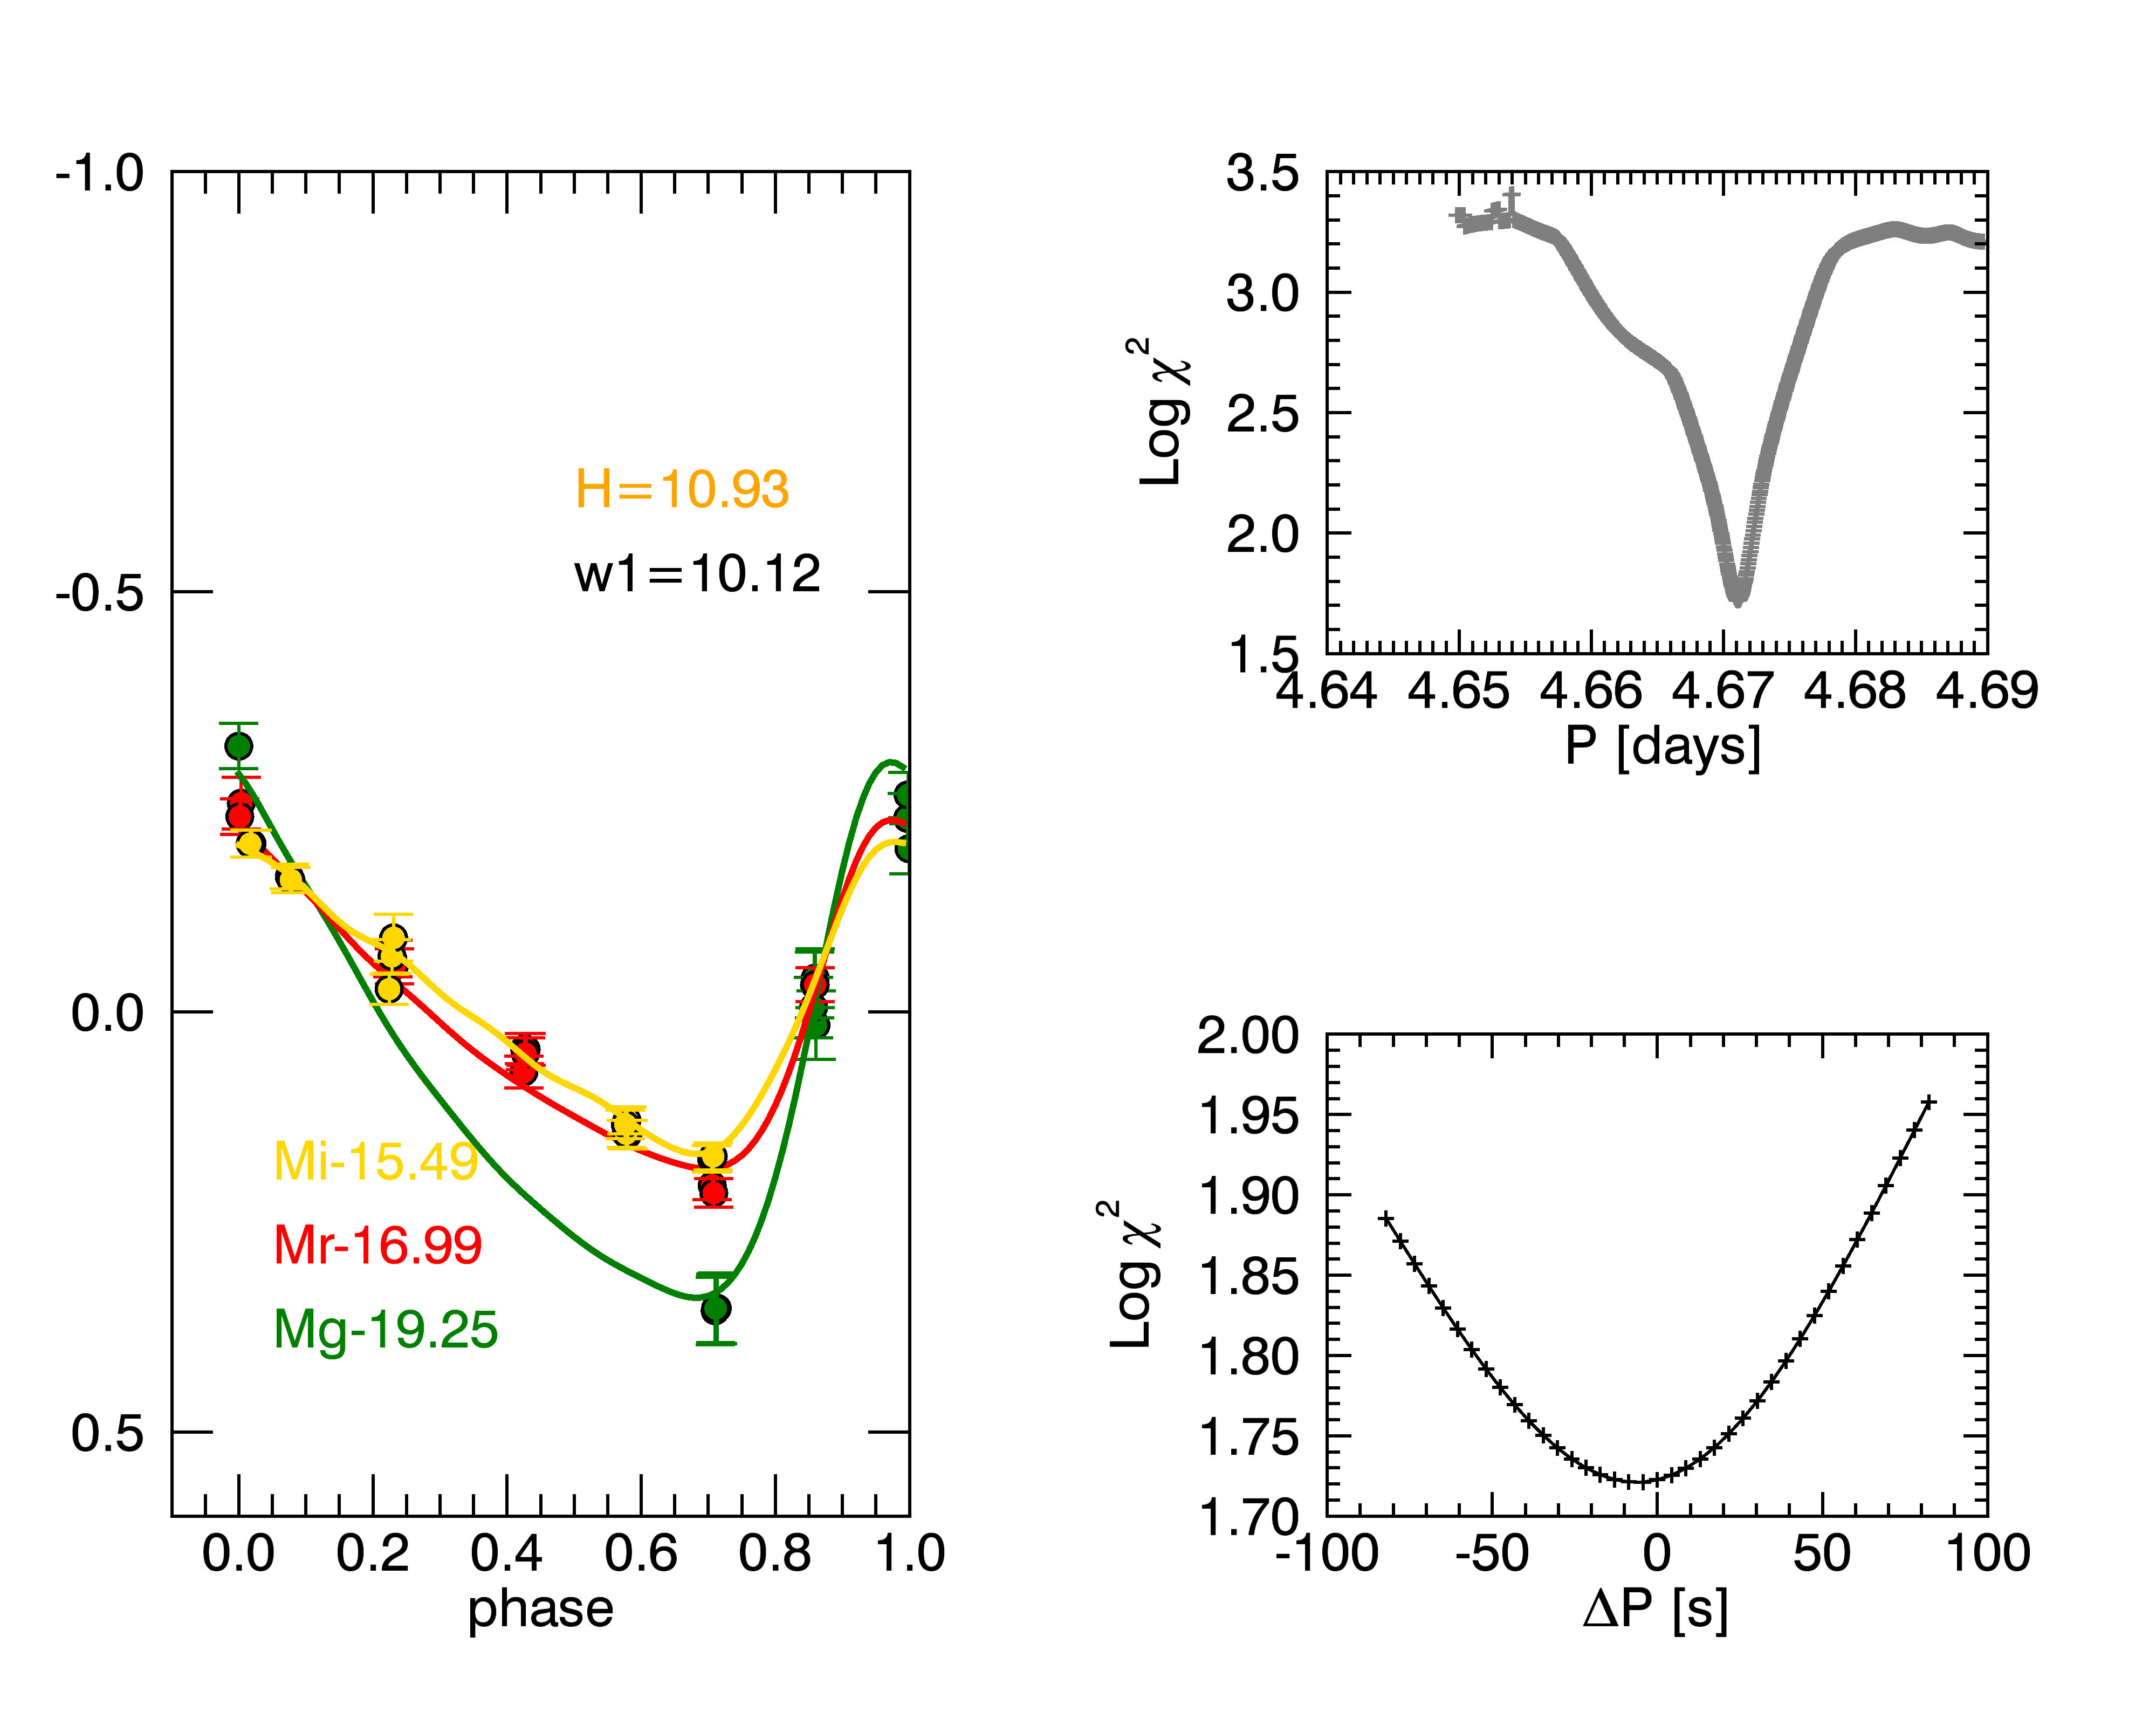 -1.0
-0.5
0.0
0.5
H=10.93
w1=10.12
Mi-15.49
Mr-16.99
Mg-19.25
0.0 0.2 0.4 0.6 0.8 1.0
phase
3.5
3.0
2.5
2.0
1.5
Log χ²
4.64 4.65 4.66 4.67 4.68 4.69
P [days]
2.00
1.95
1.90
1.85
1.80
1.75
1.70
Log χ²
-100 -50 0 50 100
ΔP [s]